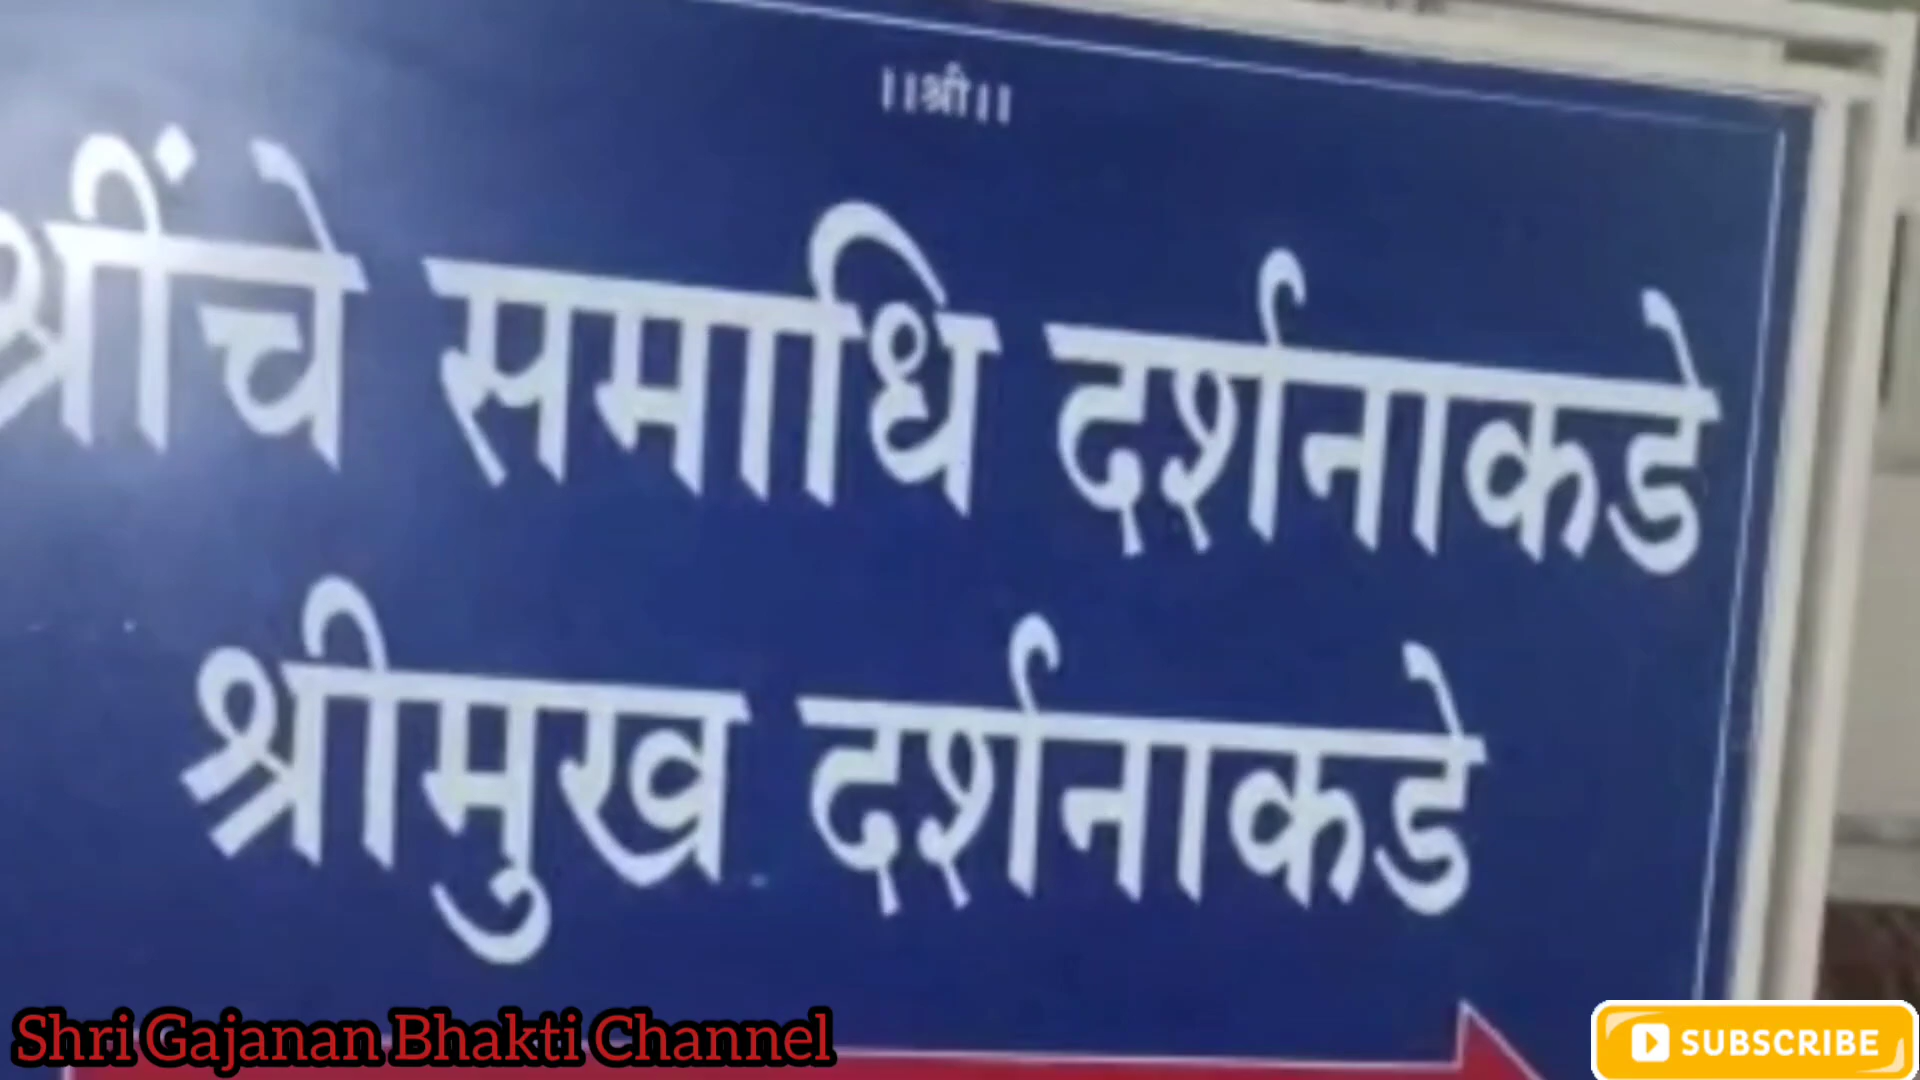 ।।श्री।।
श्रींचे समाधि दर्शनाकडे
श्रीमुख दर्शनाकडे
Shri Gajanan Bhakti Channel
SUBSCRIBE